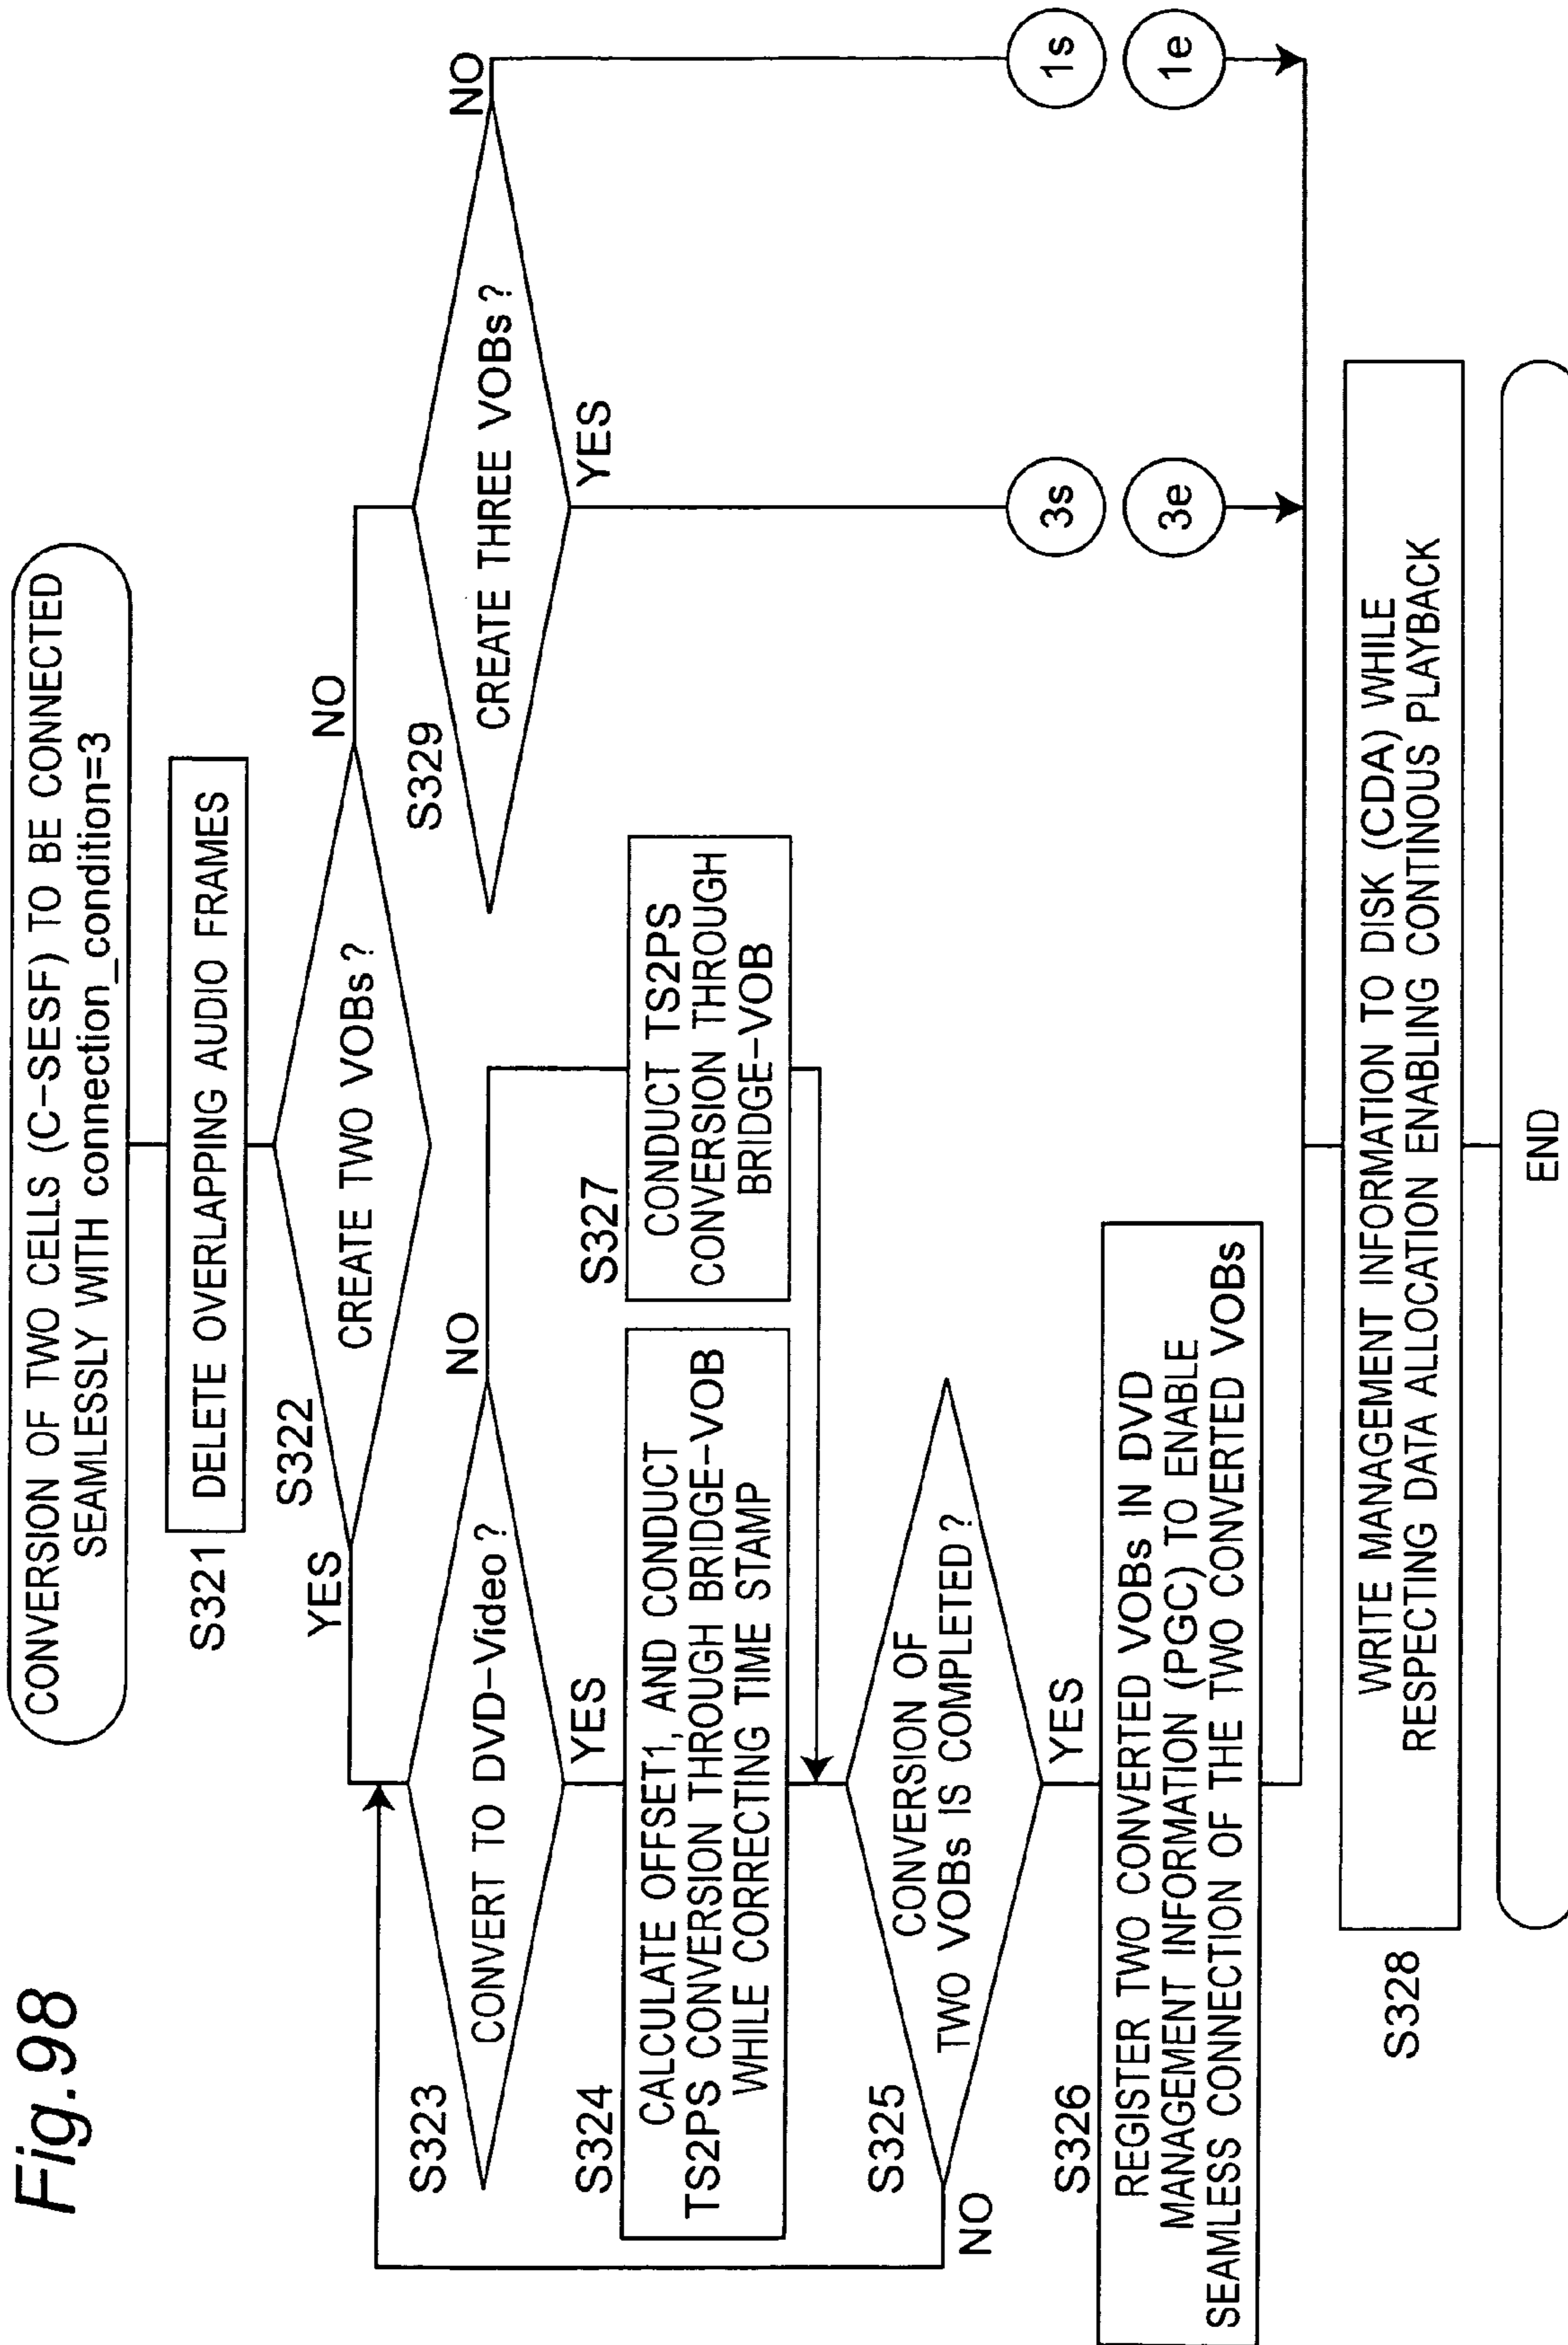 Fig.98
CONVERSION OF TWO CELLS (C-SESF) TO BE CONNECTED
SEAMLESSLY WITH connection_condition=3
S321
DELETE OVERLAPPING AUDIO FRAMES
S322
CREATE TWO VOBs?
YES
NO
S323
CONVERT TO DVD-Video?
NO
YES
S324
CALCULATE OFFSET1, AND CONDUCT
TS2PS CONVERSION THROUGH BRIDGE-VOB
WHILE CORRECTING TIME STAMP
S327
CONDUCT TS2PS
CONVERSION THROUGH
BRIDGE-VOB
S325
CONVERSION OF
TWO VOBs IS COMPLETED?
NO
YES
S326
REGISTER TWO CONVERTED VOBs IN DVD
MANAGEMENT INFORMATION (PGC) TO ENABLE
SEAMLESS CONNECTION OF THE TWO CONVERTED VOBs
S329
CREATE THREE VOBs?
NO
YES
3s
1s
3e
1e
S328
WRITE MANAGEMENT INFORMATION TO DISK (CDA) WHILE
RESPECTING DATA ALLOCATION ENABLING CONTINOUS PLAYBACK
END